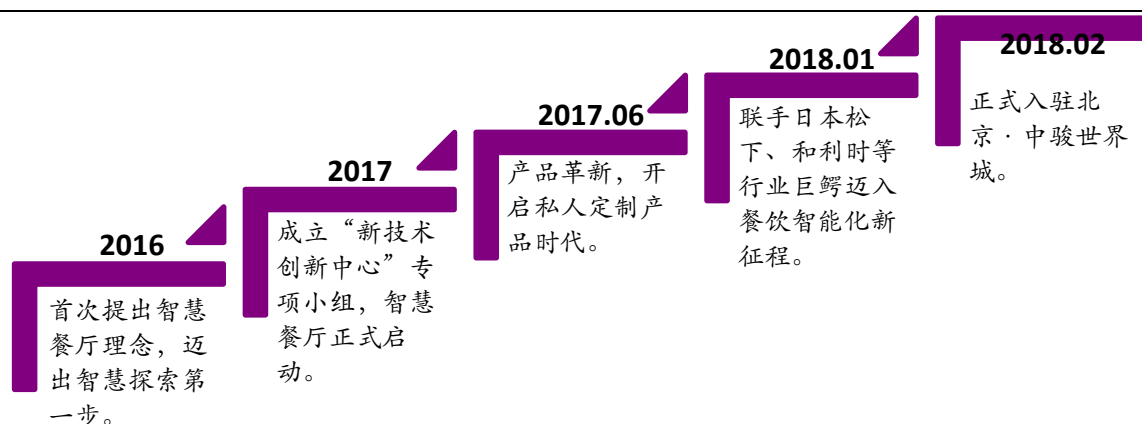 2016
首次提出智慧
餐厅理念，迈
出智慧探索第
一步。
2017
成立“新技术
创新中心”专
项小组，智慧
餐厅正式启
动。
2017.06
产品革新，开
启私人定制产
品时代。
2018.01
联手日本松
下、和利时等
行业巨鳄迈入
餐饮智能化新
征程。
2018.02
正式入驻北
京·中骏世界
城。